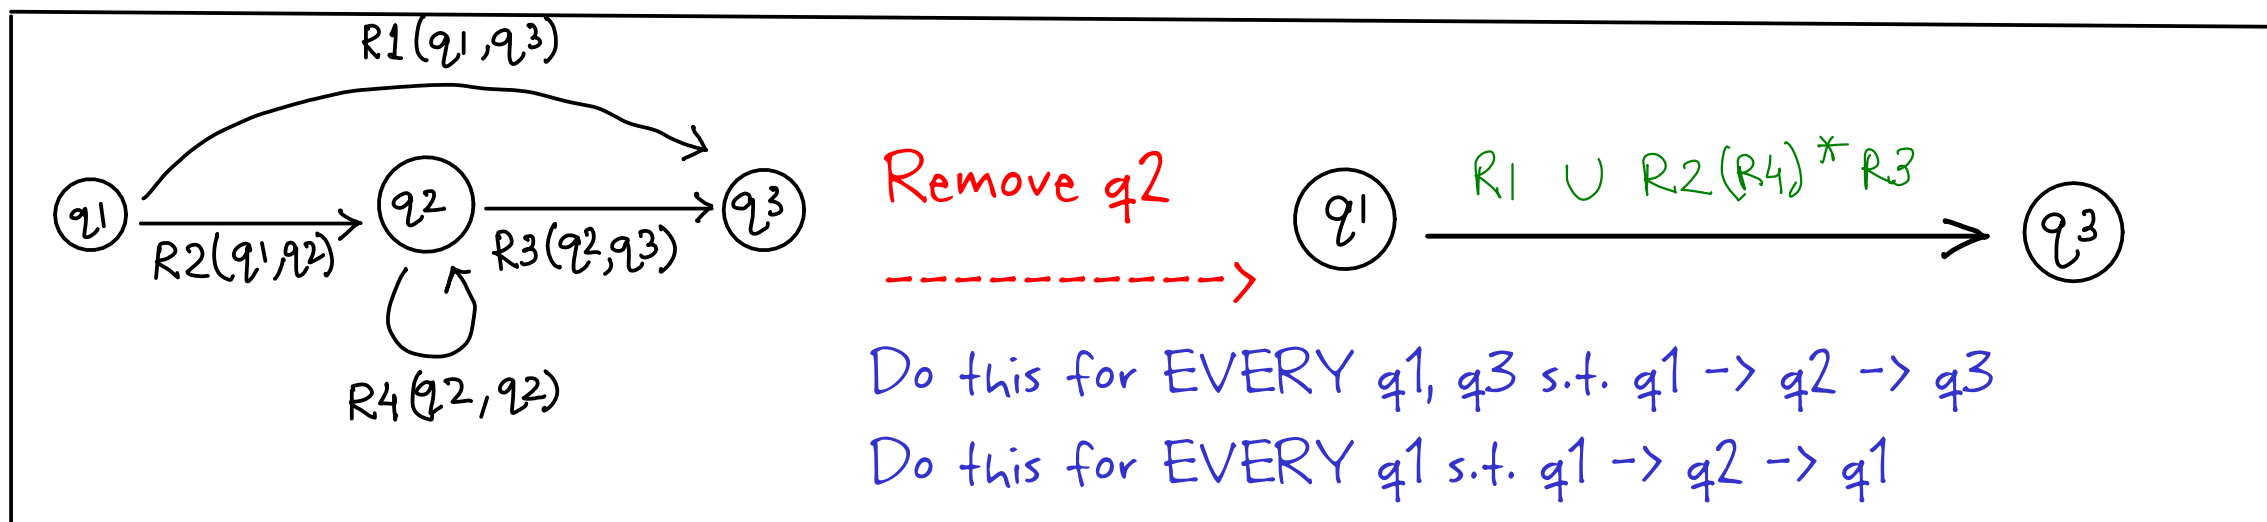 R1(q1,q3)
q1
R2(q1,q2)
q2
R3(q2,q3)
q3
R4(q2,q2)
Remove q2
----------->
q1
R1 ∪ R2(R4)* R3
q3
Do this for EVERY q1, q3 s.t. q1 -> q2 -> q3
Do this for EVERY q1 s.t. q1 -> q2 -> q1